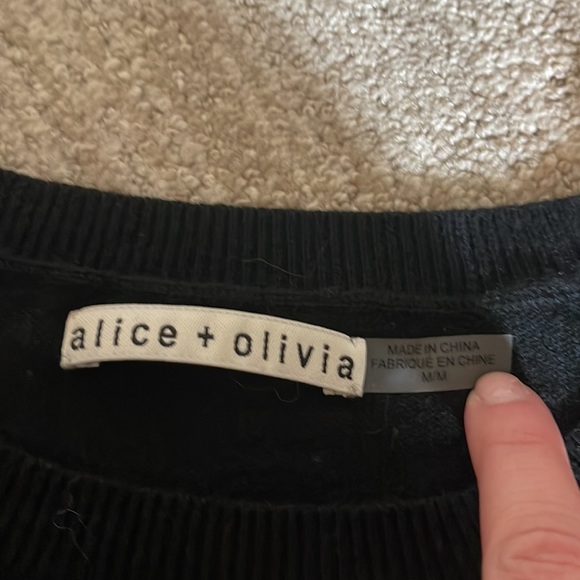 alice + olivia
MADE IN CHINA
FABRIQUÉ EN CHINE
M/M